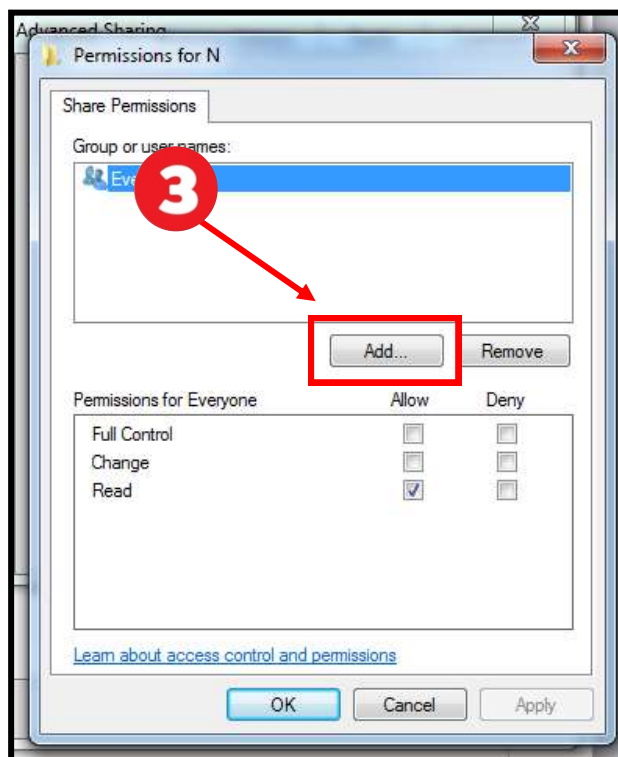 Advanced Sharing
Permissions for N
Share Permissions
Group or user names:
3
Add...
Remove
Permissions for Everyone
Allow
Deny
Full Control
Change
Read
Learn about access control and permissions
OK
Cancel
Apply